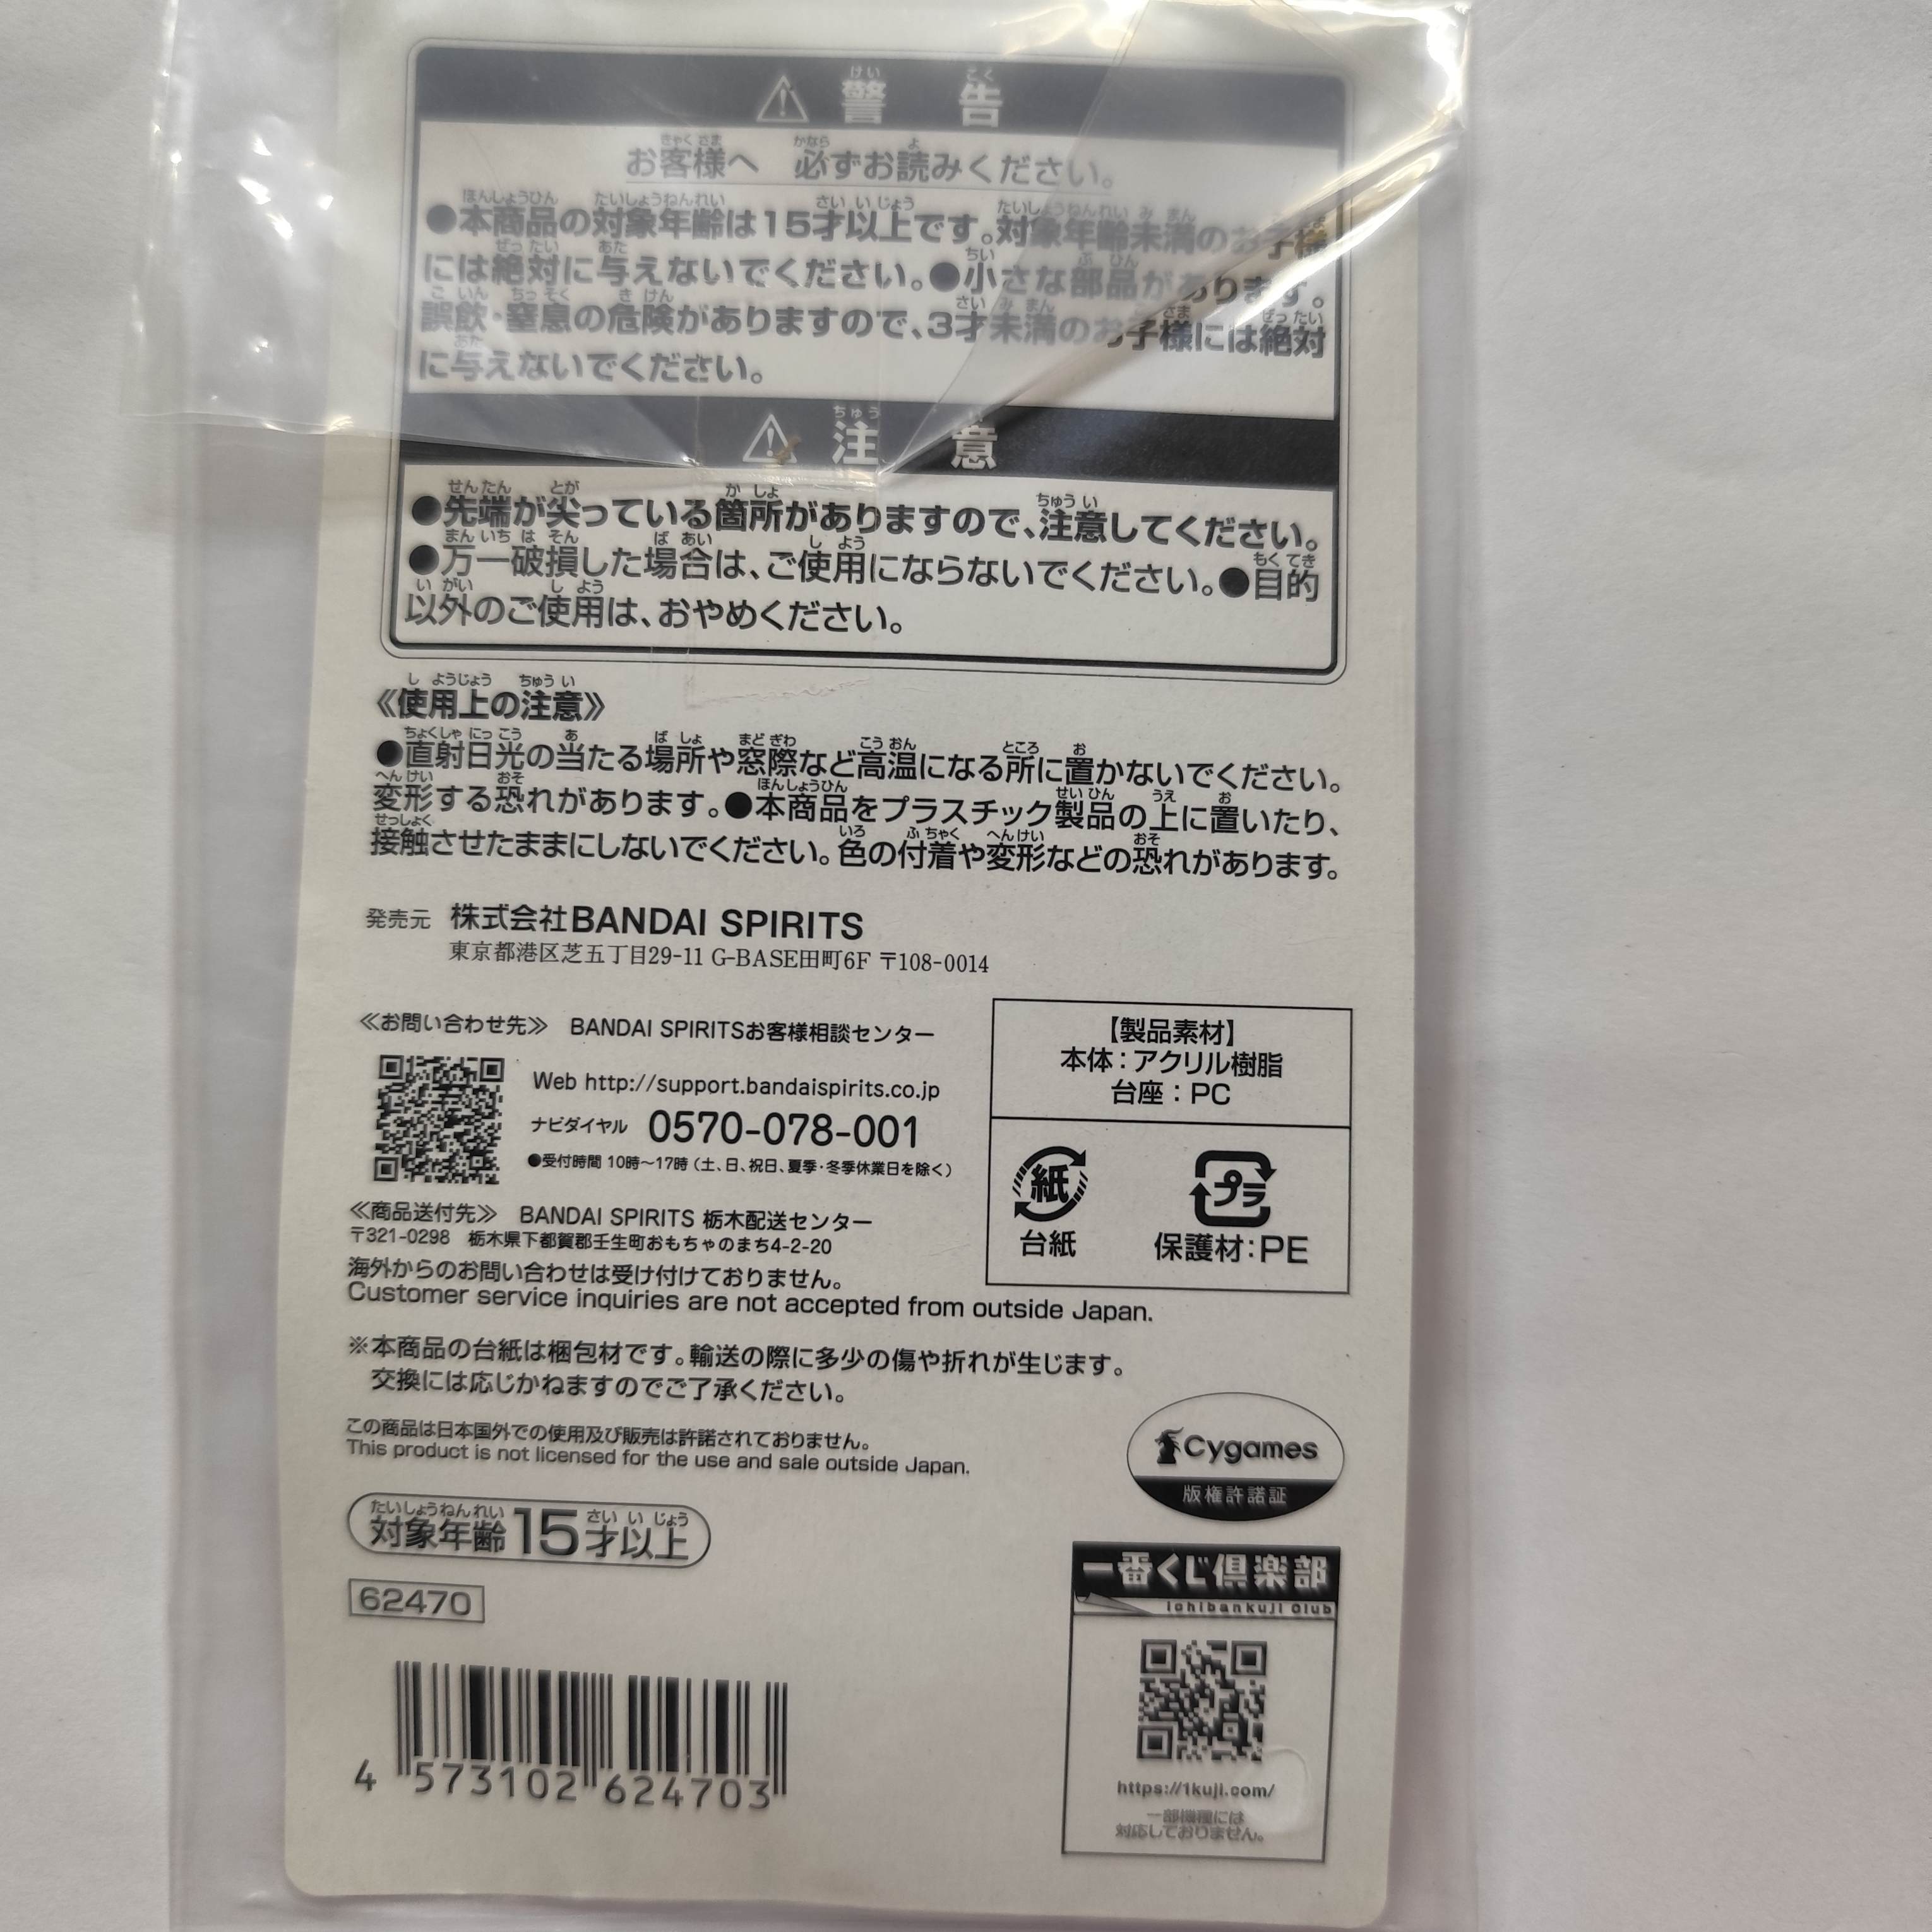 ⚠ 警告
お客様へ 必ずお読みください。
●本商品の対象年齢は15才以上です。対象年齢未満のお子様
には絶対に与えないでください。●小さな部品があります。
誤飲・窒息の危険がありますので、3才未満のお子様には絶対
に与えないでください。
⚠ 注意
●先端が尖っている箇所がありますので、注意してください。
●万一破損した場合は、ご使用にならないでください。●目的
以外のご使用は、おやめください。
《使用上の注意》
●直射日光の当たる場所や窓際など高温になる所に置かないでください。
変形する恐れがあります。●本商品をプラスチック製品の上に置いたり、
接触させたままにしないでください。色の付着や変形などの恐れがあります。
発売元 株式会社BANDAI SPIRITS
東京都港区芝五丁目29-11 G-BASE田町6F 〒108-0014
≪お問い合わせ先≫ BANDAI SPIRITSお客様相談センター
Web http://support.bandaispirits.co.jp
ナビダイヤル 0570-078-001
●受付時間 10時〜17時(土、日、祝日、夏季・冬季休業日を除く)
≪商品送付先≫ BANDAI SPIRITS 栃木配送センター
〒321-0298 栃木県下都賀郡壬生町おもちゃのまち4-2-20
海外からのお問い合わせは受け付けておりません。
Customer service inquiries are not accepted from outside Japan.
【製品素材】
本体：アクリル樹脂
台座：PC
紙
台紙
プラ
保護材：PE
※本商品の台紙は梱包材です。輸送の際に多少の傷や折れが生じます。
交換には応じかねますのでご了承ください。
この商品は日本国外での使用及び販売は許諾されておりません。
This product is not licensed for the use and sale outside Japan.
Cygames
版権許諾証
対象年齢15才以上
62470
4 573102 624703
一番くじ倶楽部
Ichibankuji Club
https://1kuji.com/
一部機種には
対応しておりません。